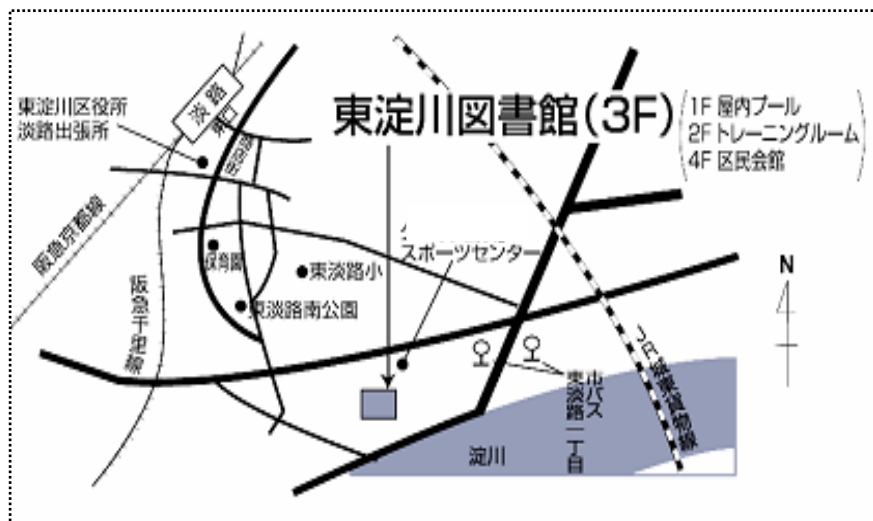 東淀川図書館(3F)
1F 屋内プール
2F トレーニングルーム
4F 区民会館
東淀川区役所
淡路出張所
淡路
東口
阪急京都線
阪急千里線
保育園
東淡路小
東淡路南公園
スポーツセンター
N
JR城東貨物線
市バス
東淡路一丁目
淀川